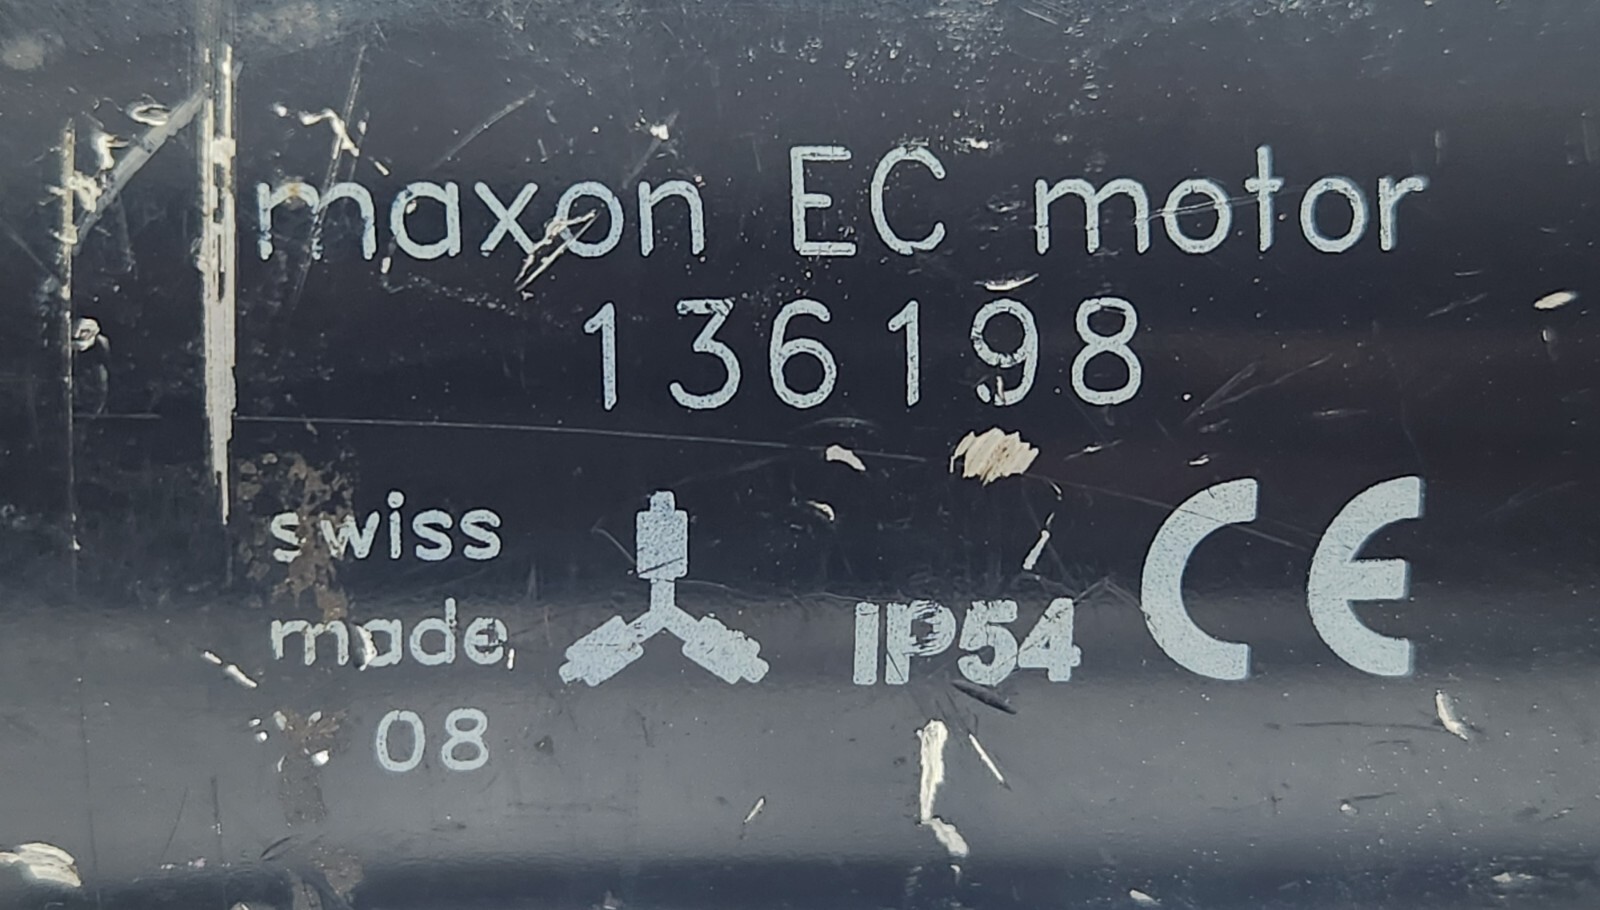 maxon EC motor
136198
swiss
made
08
IP54
CE